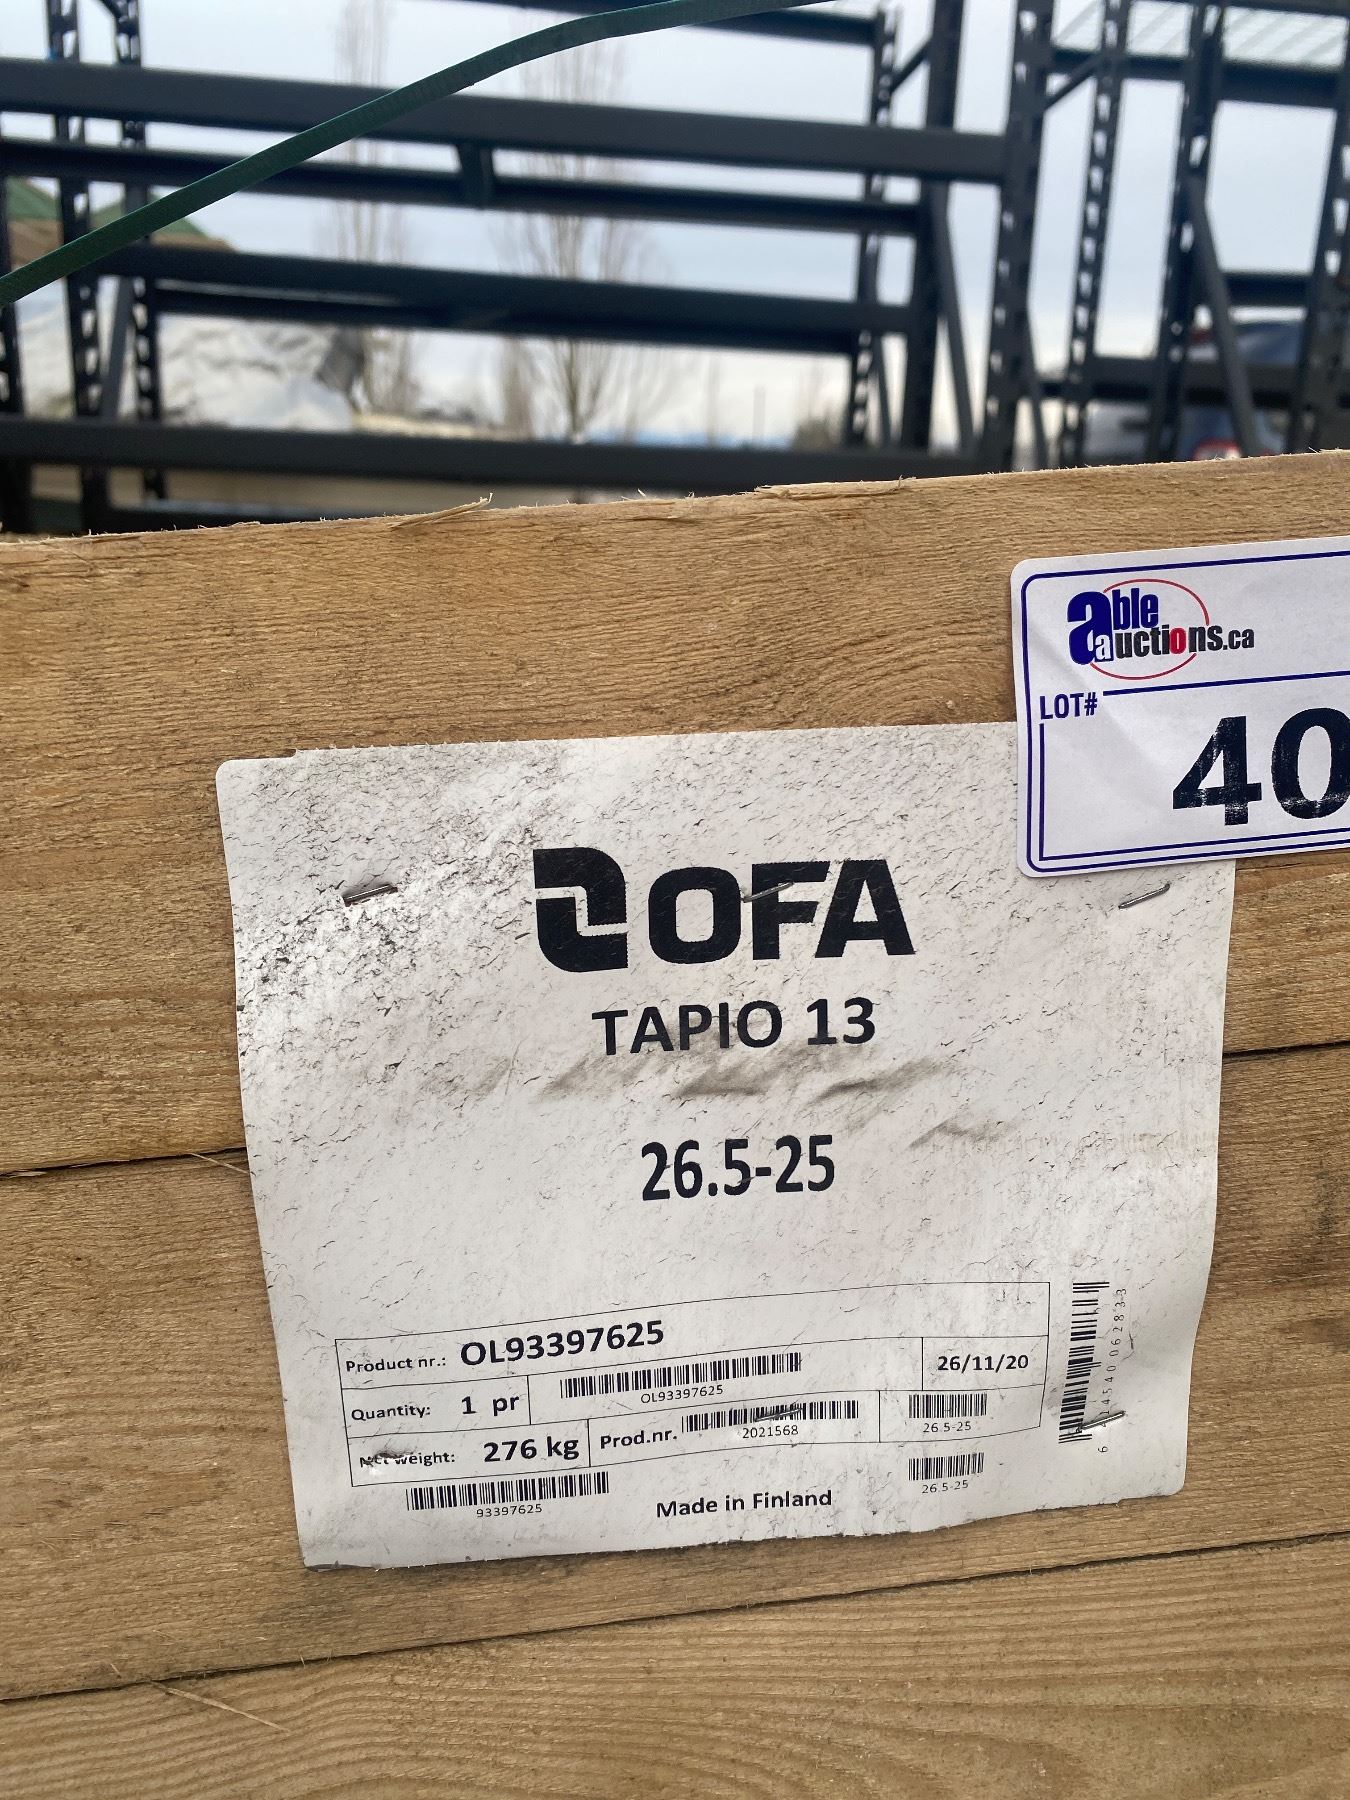 able
auctions.ca
LOT#
40
OFA
TAPIO 13
26.5-25
Product nr.: OL93397625
Quantity: 1 pr
OL93397625
26/11/20
Net weight: 276 kg
Prod.nr.
2021568
26.5-25
93397625
Made in Finland
26.5-25